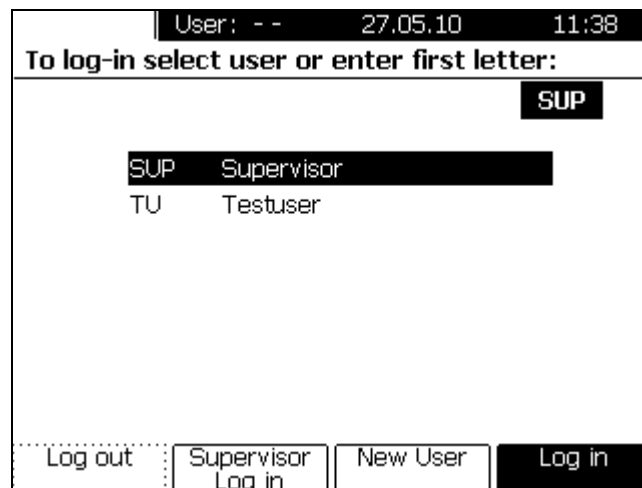 User: - - 27.05.10 11:38
To log-in select user or enter first letter:
SUP
SUP Supervisor
TU Testuser
Log out Supervisor Log in New User Log in